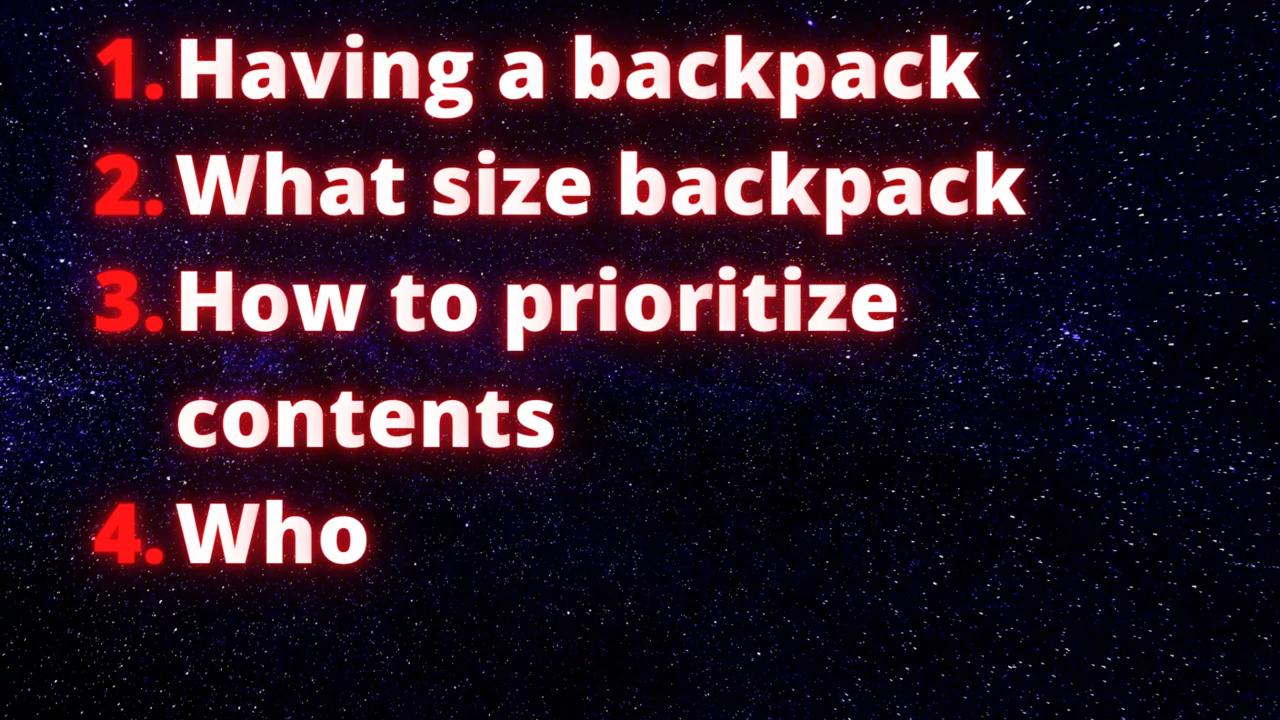 1. Having a backpack
2. What size backpack
3. How to prioritize
contents
4. Who